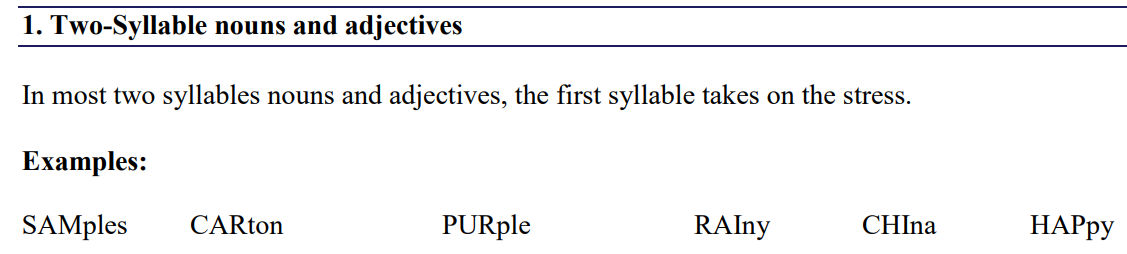 1. Two-Syllable nouns and adjectives
In most two syllables nouns and adjectives, the first syllable takes on the stress.
Examples:
SAMples CARton PURple RAIny CHIna HAPpy